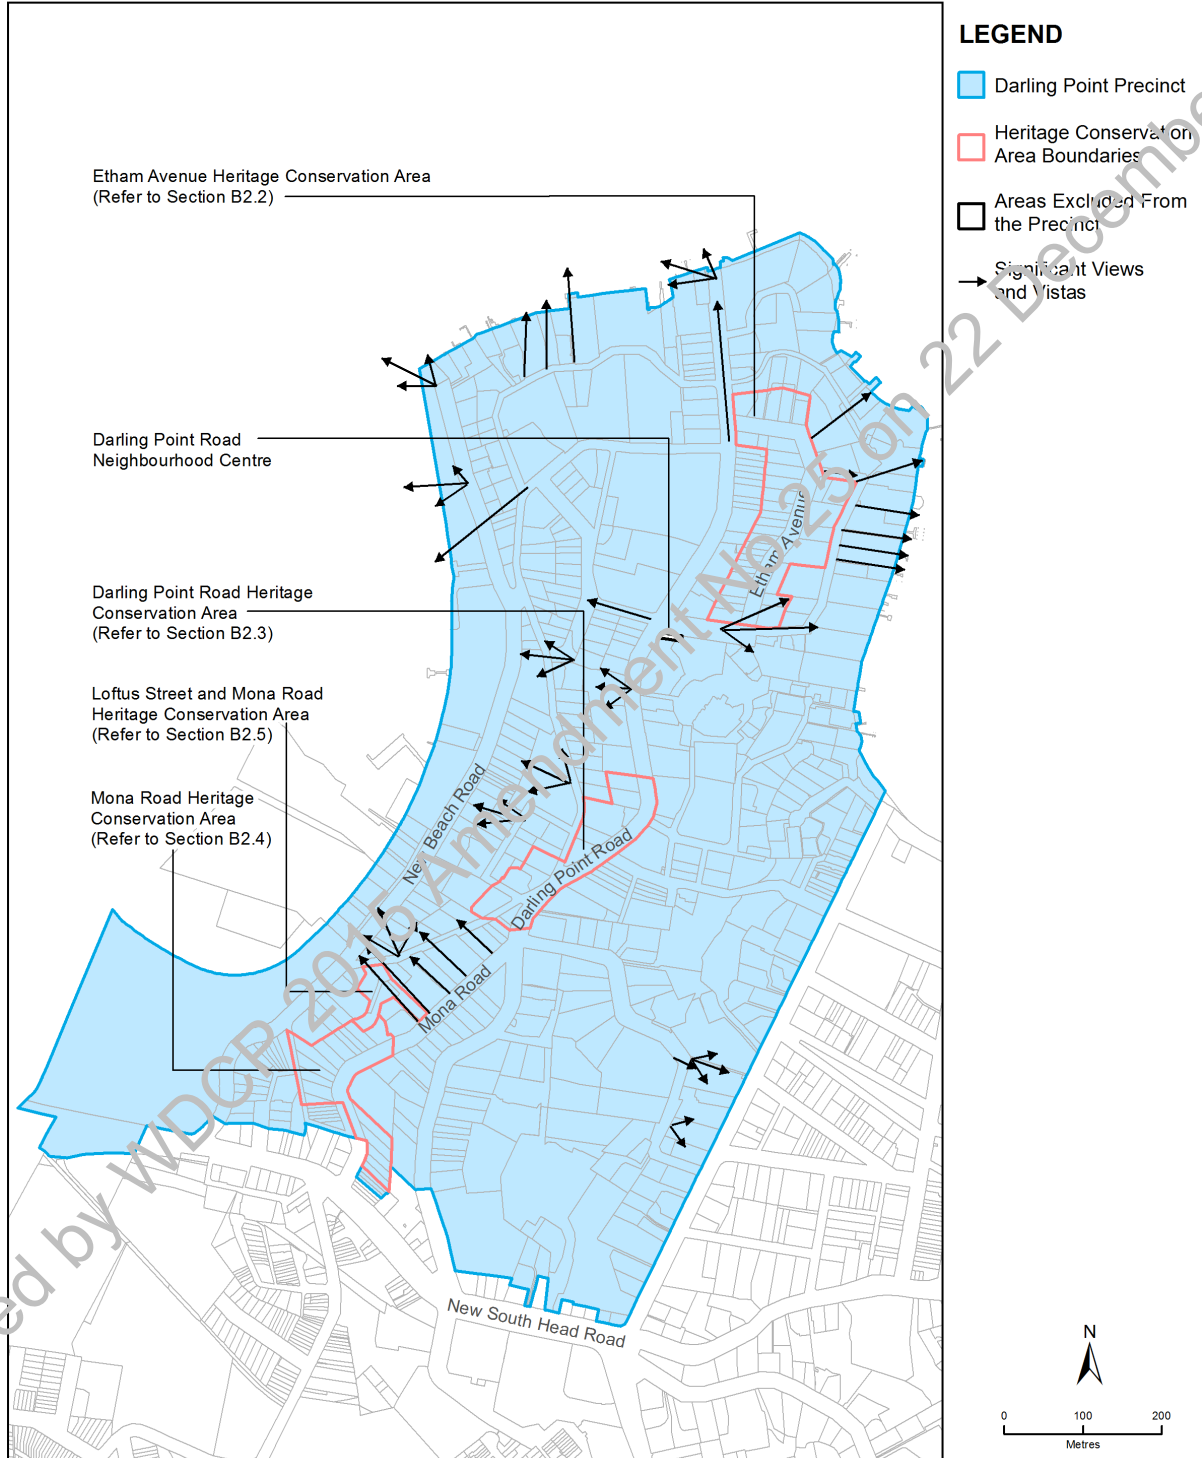 LEGEND
Darling Point Precinct
Heritage Conservation
Area Boundaries
Areas Excluded From
the Precinct
Significant Views
and Vistas
Etham Avenue Heritage Conservation Area
(Refer to Section B2.2)
Darling Point Road
Neighbourhood Centre
Darling Point Road Heritage
Conservation Area
(Refer to Section B2.3)
Loftus Street and Mona Road
Heritage Conservation Area
(Refer to Section B2.5)
Mona Road Heritage
Conservation Area
(Refer to Section B2.4)
Etham Avenue
New Beach Road
Darling Point Road
Mona Road
New South Head Road
by WDCP 2015 Amendment No.25 on 22 Decembe
N
0 100 200
Metres